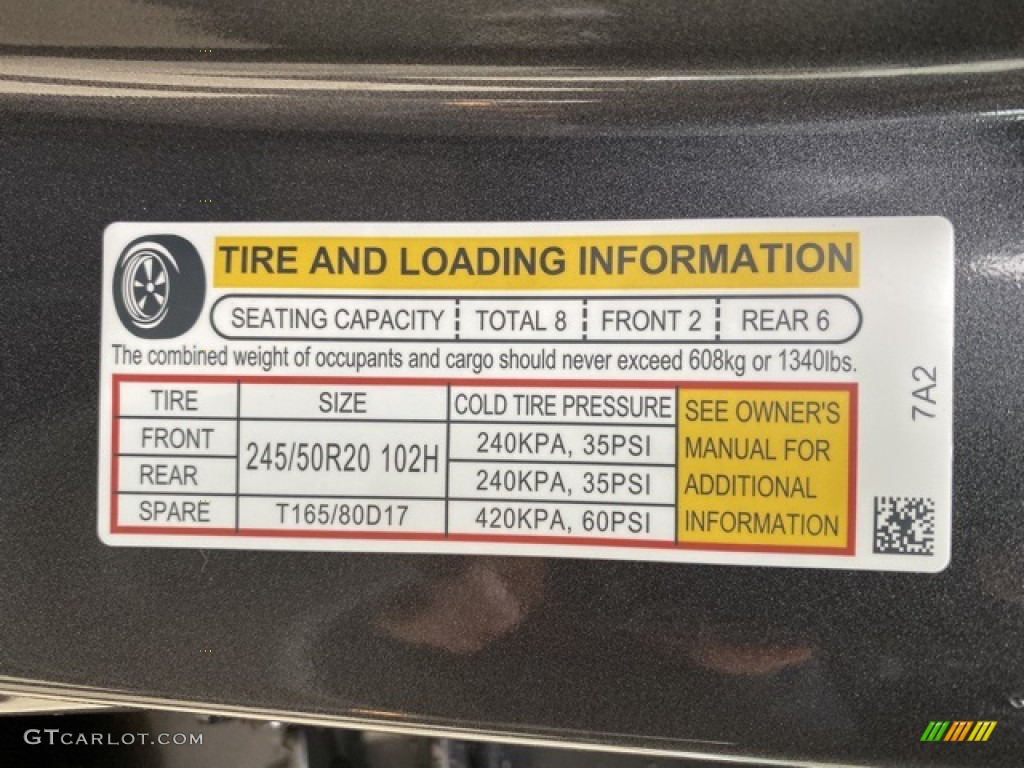 TIRE AND LOADING INFORMATION
SEATING CAPACITY TOTAL 8 FRONT 2 REAR 6
The combined weight of occupants and cargo should never exceed 608kg or 1340lbs.
TIRE SIZE COLD TIRE PRESSURE
FRONT 245/50R20 102H 240KPA, 35PSI
REAR 240KPA, 35PSI
SPARE T165/80D17 420KPA, 60PSI
SEE OWNER'S
MANUAL FOR
ADDITIONAL
INFORMATION
7A2
GTCARLOT.COM